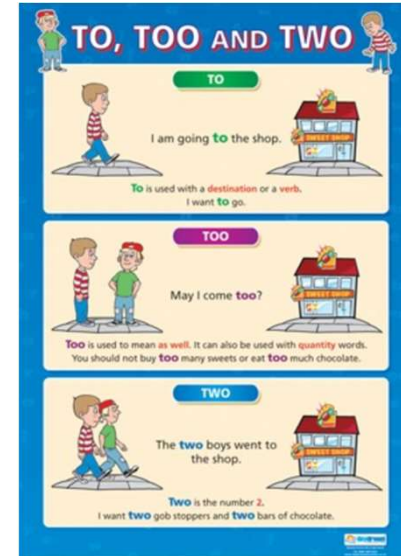 TO, TOO AND TWO
TO
I am going to the shop.
SWEET SHOP
To is used with a destination or a verb.
I want to go.
TOO
May I come too?
SWEET SHOP
Too is used to mean as well. It can also be used with quantity words.
You should not buy too many sweets or eat too much chocolate.
TWO
The two boys went to
the shop.
SWEET SHOP
Two is the number 2.
I want two gob stoppers and two bars of chocolate.